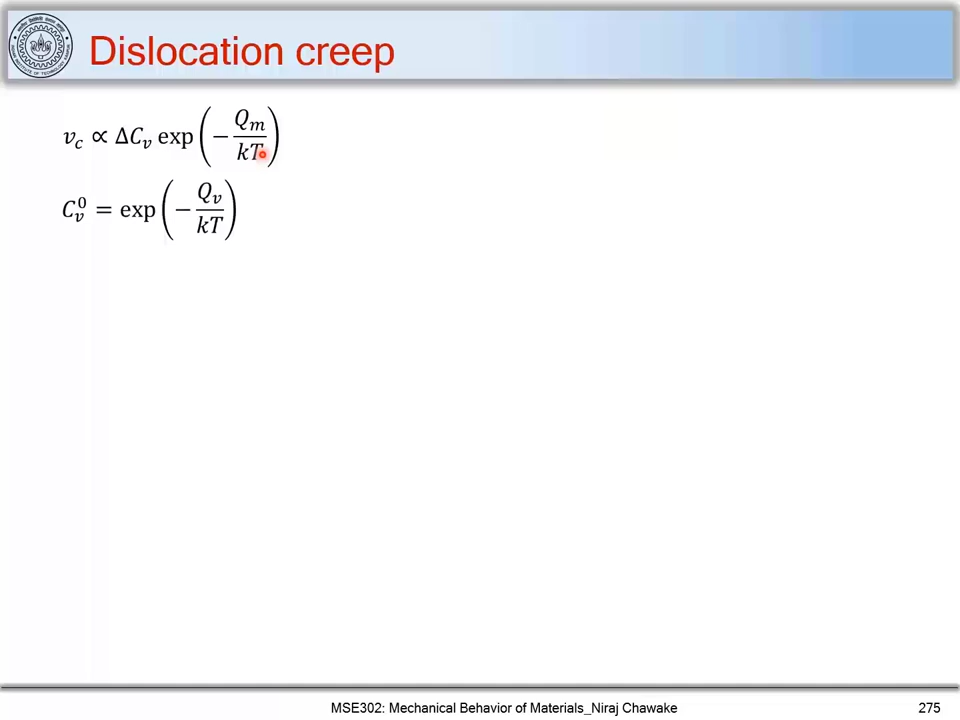 Dislocation creep
v_c ∝ ΔC_v exp(−Q_m/kT)
C_v^0 = exp(−Q_v/kT)
MSE302: Mechanical Behavior of Materials_Niraj Chawake
275